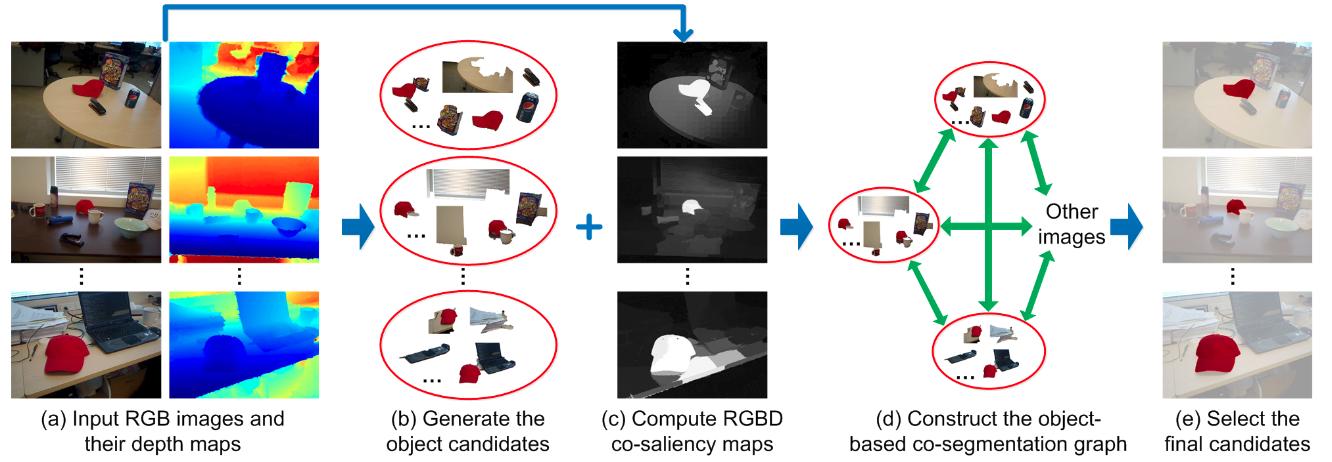 Other
images
(a) Input RGB images and
their depth maps
(b) Generate the
object candidates
(c) Compute RGBD
co-saliency maps
(d) Construct the object-
based co-segmentation graph
(e) Select the
final candidates